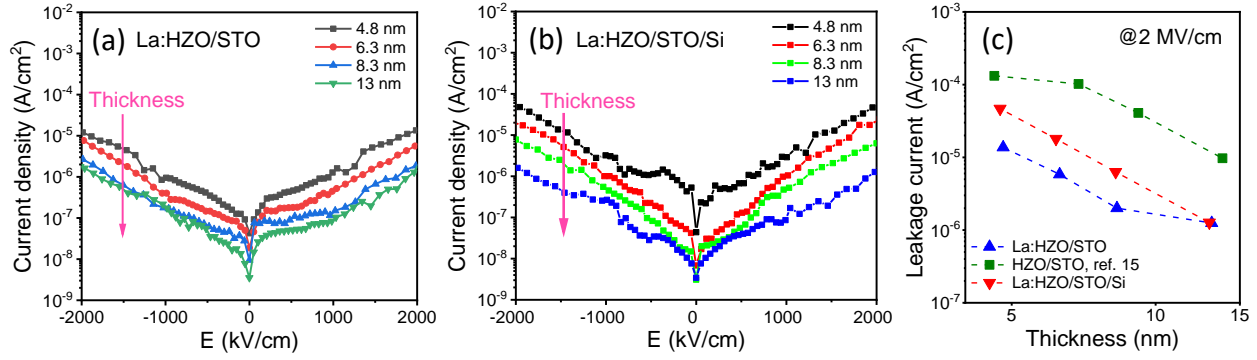 (a) La:HZO/STO
4.8 nm
6.3 nm
8.3 nm
13 nm
Thickness
Current density (A/cm²)
10⁻² 10⁻³ 10⁻⁴ 10⁻⁵ 10⁻⁶ 10⁻⁷ 10⁻⁸ 10⁻⁹
-2000 -1000 0 1000 2000
E (kV/cm)
(b) La:HZO/STO/Si
4.8 nm
6.3 nm
8.3 nm
13 nm
Thickness
Current density (A/cm²)
10⁻² 10⁻³ 10⁻⁴ 10⁻⁵ 10⁻⁶ 10⁻⁷ 10⁻⁸ 10⁻⁹
-2000 -1000 0 1000 2000
E (kV/cm)
(c) @2 MV/cm
Leakage current (A/cm²)
10⁻³ 10⁻⁴ 10⁻⁵ 10⁻⁶ 10⁻⁷
La:HZO/STO
HZO/STO, ref. 15
La:HZO/STO/Si
5 10 15
Thickness (nm)